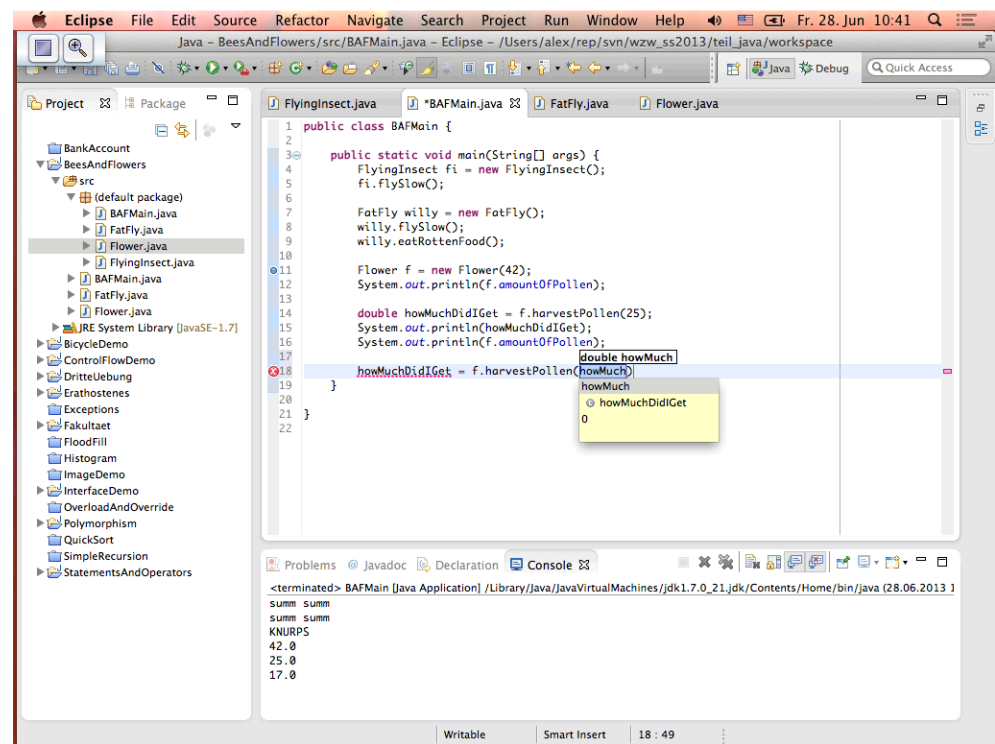 Eclipse File Edit Source Refactor Navigate Search Project Run Window Help Fr. 28. Jun 10:41
Java – BeesAndFlowers/src/BAFMain.java – Eclipse – /Users/alex/rep/svn/wzw_ss2013/teil_java/workspace
Java Debug Quick Access
Project Package
BankAccount
BeesAndFlowers
src
(default package)
BAFMain.java
FatFly.java
Flower.java
FlyingInsect.java
BAFMain.java
FatFly.java
Flower.java
JRE System Library [JavaSE-1.7]
BicycleDemo
ControlFlowDemo
DritteUebung
Erathostenes
Exceptions
Fakultaet
FloodFill
Histogram
ImageDemo
InterfaceDemo
OverloadAndOverride
Polymorphism
QuickSort
SimpleRecursion
StatementsAndOperators
FlyingInsect.java *BAFMain.java FatFly.java Flower.java
1 public class BAFMain {
2
3 public static void main(String[] args) {
4 FlyingInsect fi = new FlyingInsect();
5 fi.flySlow();
6
7 FatFly willy = new FatFly();
8 willy.flySlow();
9 willy.eatRottenFood();
10
11 Flower f = new Flower(42);
12 System.out.println(f.amountOfPollen);
13
14 double howMuchDidIGet = f.harvestPollen(25);
15 System.out.println(howMuchDidIGet);
16 System.out.println(f.amountOfPollen);
17
double howMuch
18 howMuchDidIGet = f.harvestPollen(howMuch)
19 }
20
21 }
22
howMuch
howMuchDidIGet
0
Problems @ Javadoc Declaration Console
<terminated> BAFMain [Java Application] /Library/Java/JavaVirtualMachines/jdk1.7.0_21.jdk/Contents/Home/bin/java (28.06.2013 1
summ summ
summ summ
KNURPS
42.0
25.0
17.0
Writable Smart Insert 18 : 49